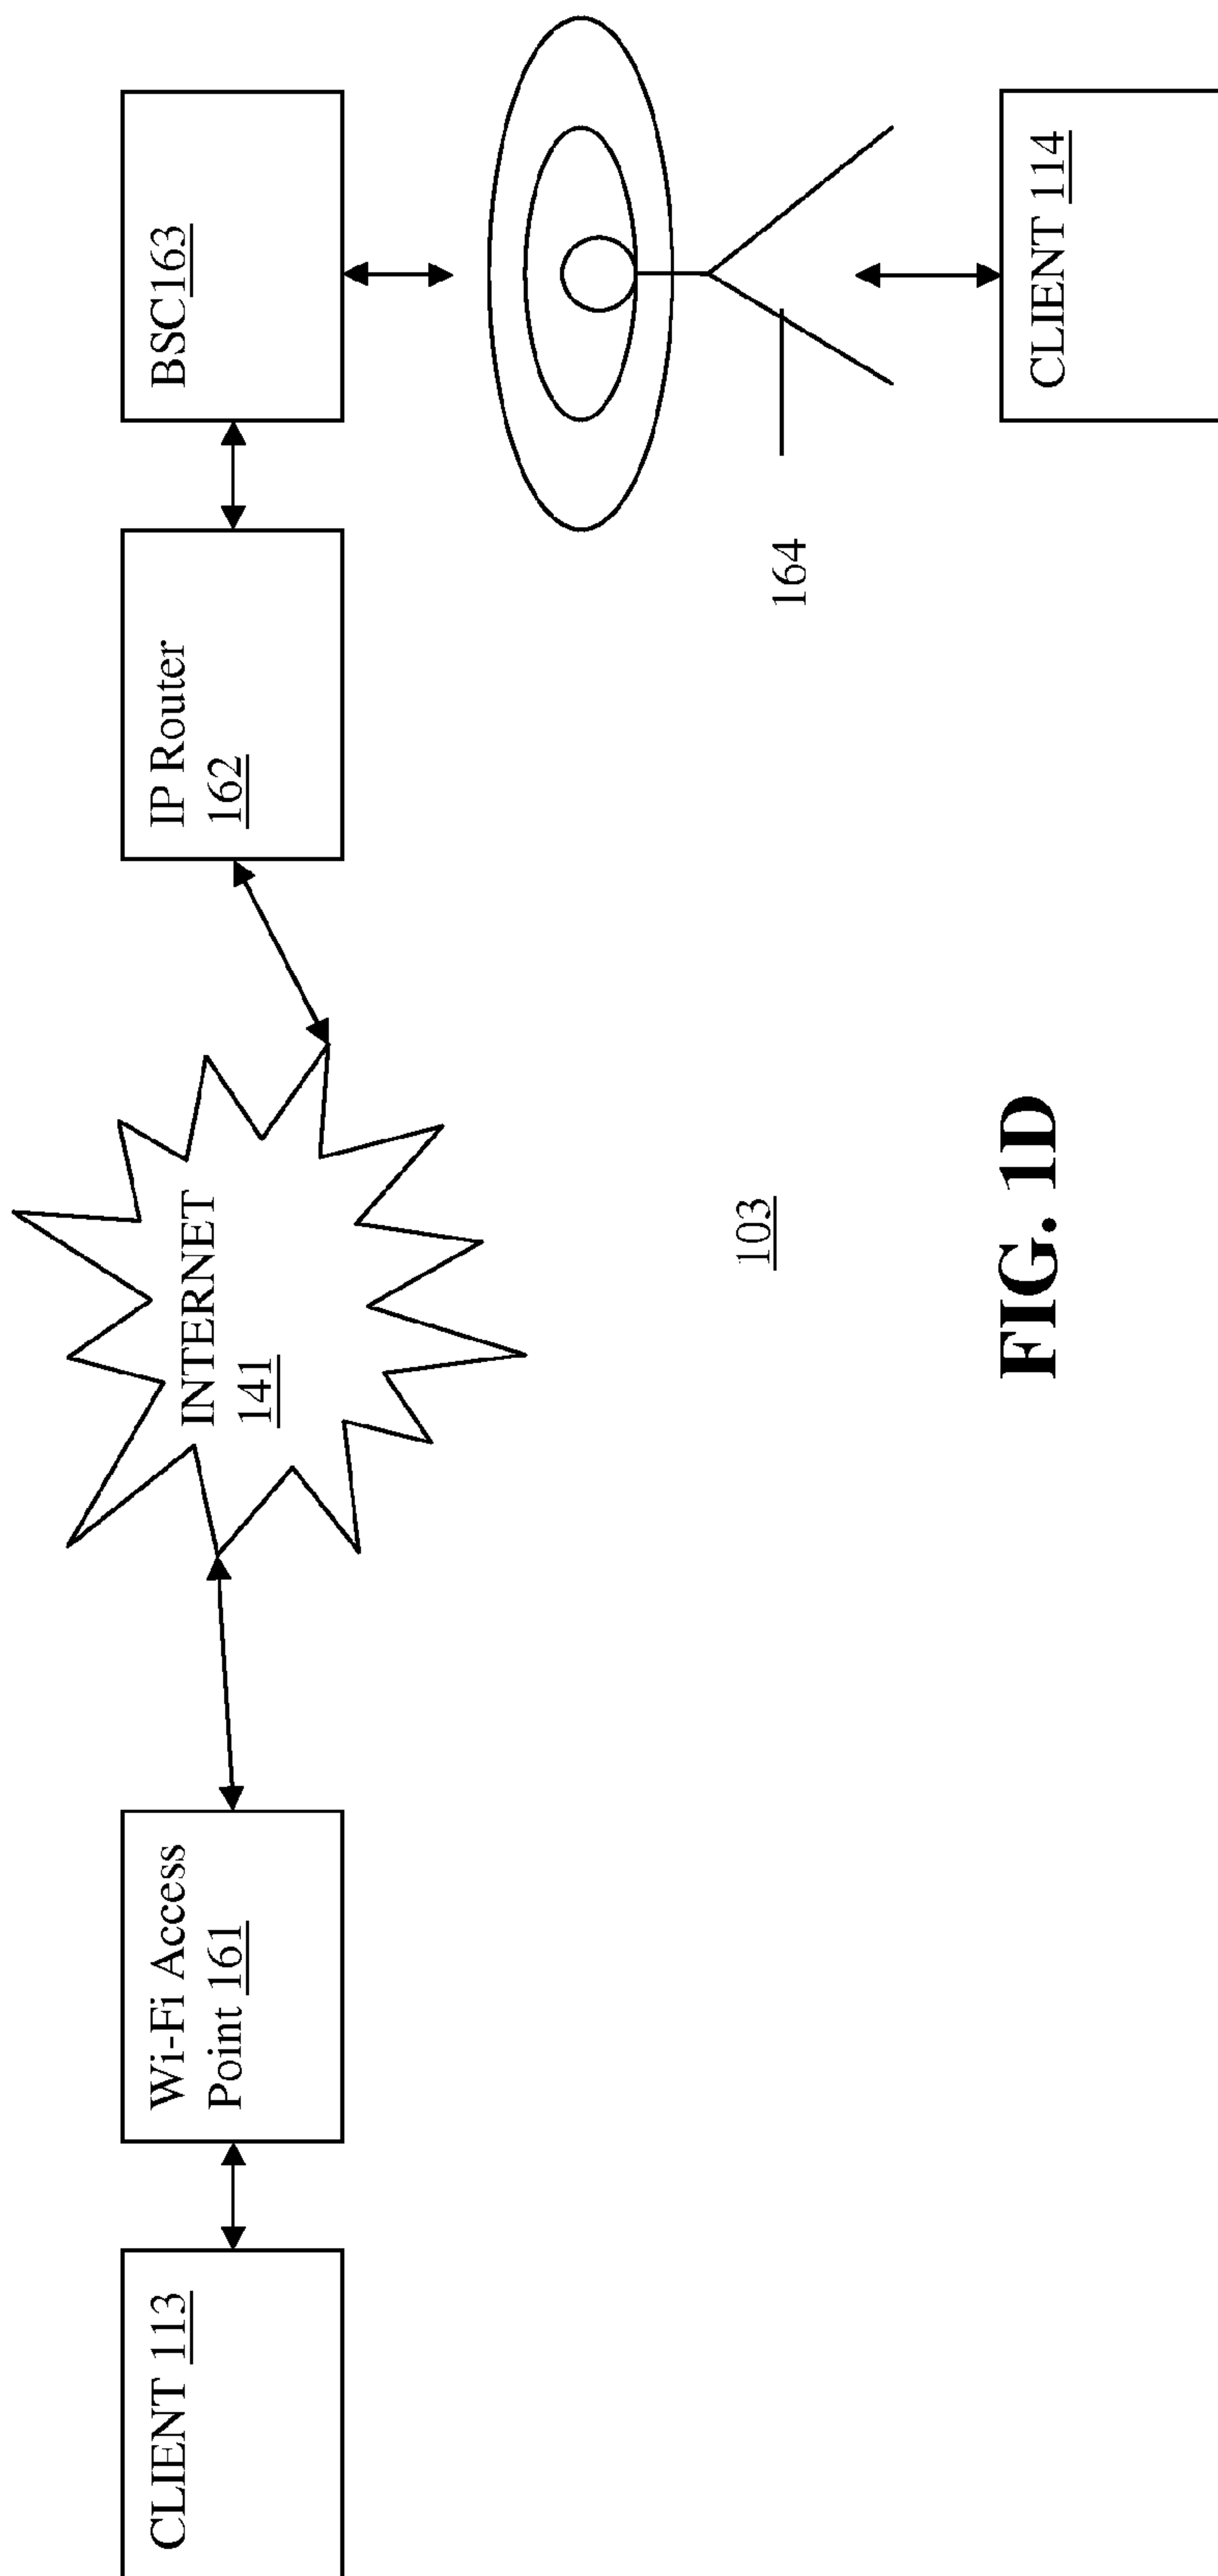 CLIENT 113
Wi-Fi Access
Point 161
INTERNET
141
IP Router
162
BSC163
164
CLIENT 114
103
FIG. 1D